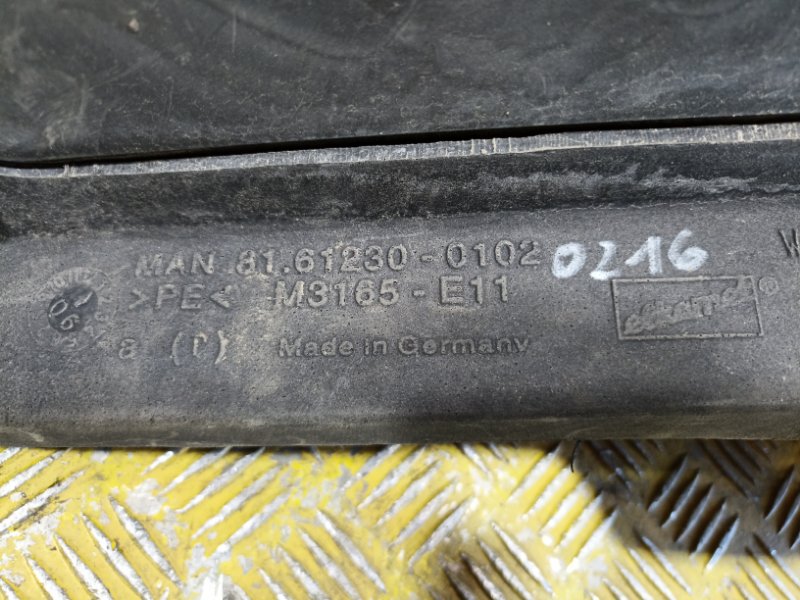 MAN 81.61230-0102 0216
>PE< M3165-E11
8 Made in Germany